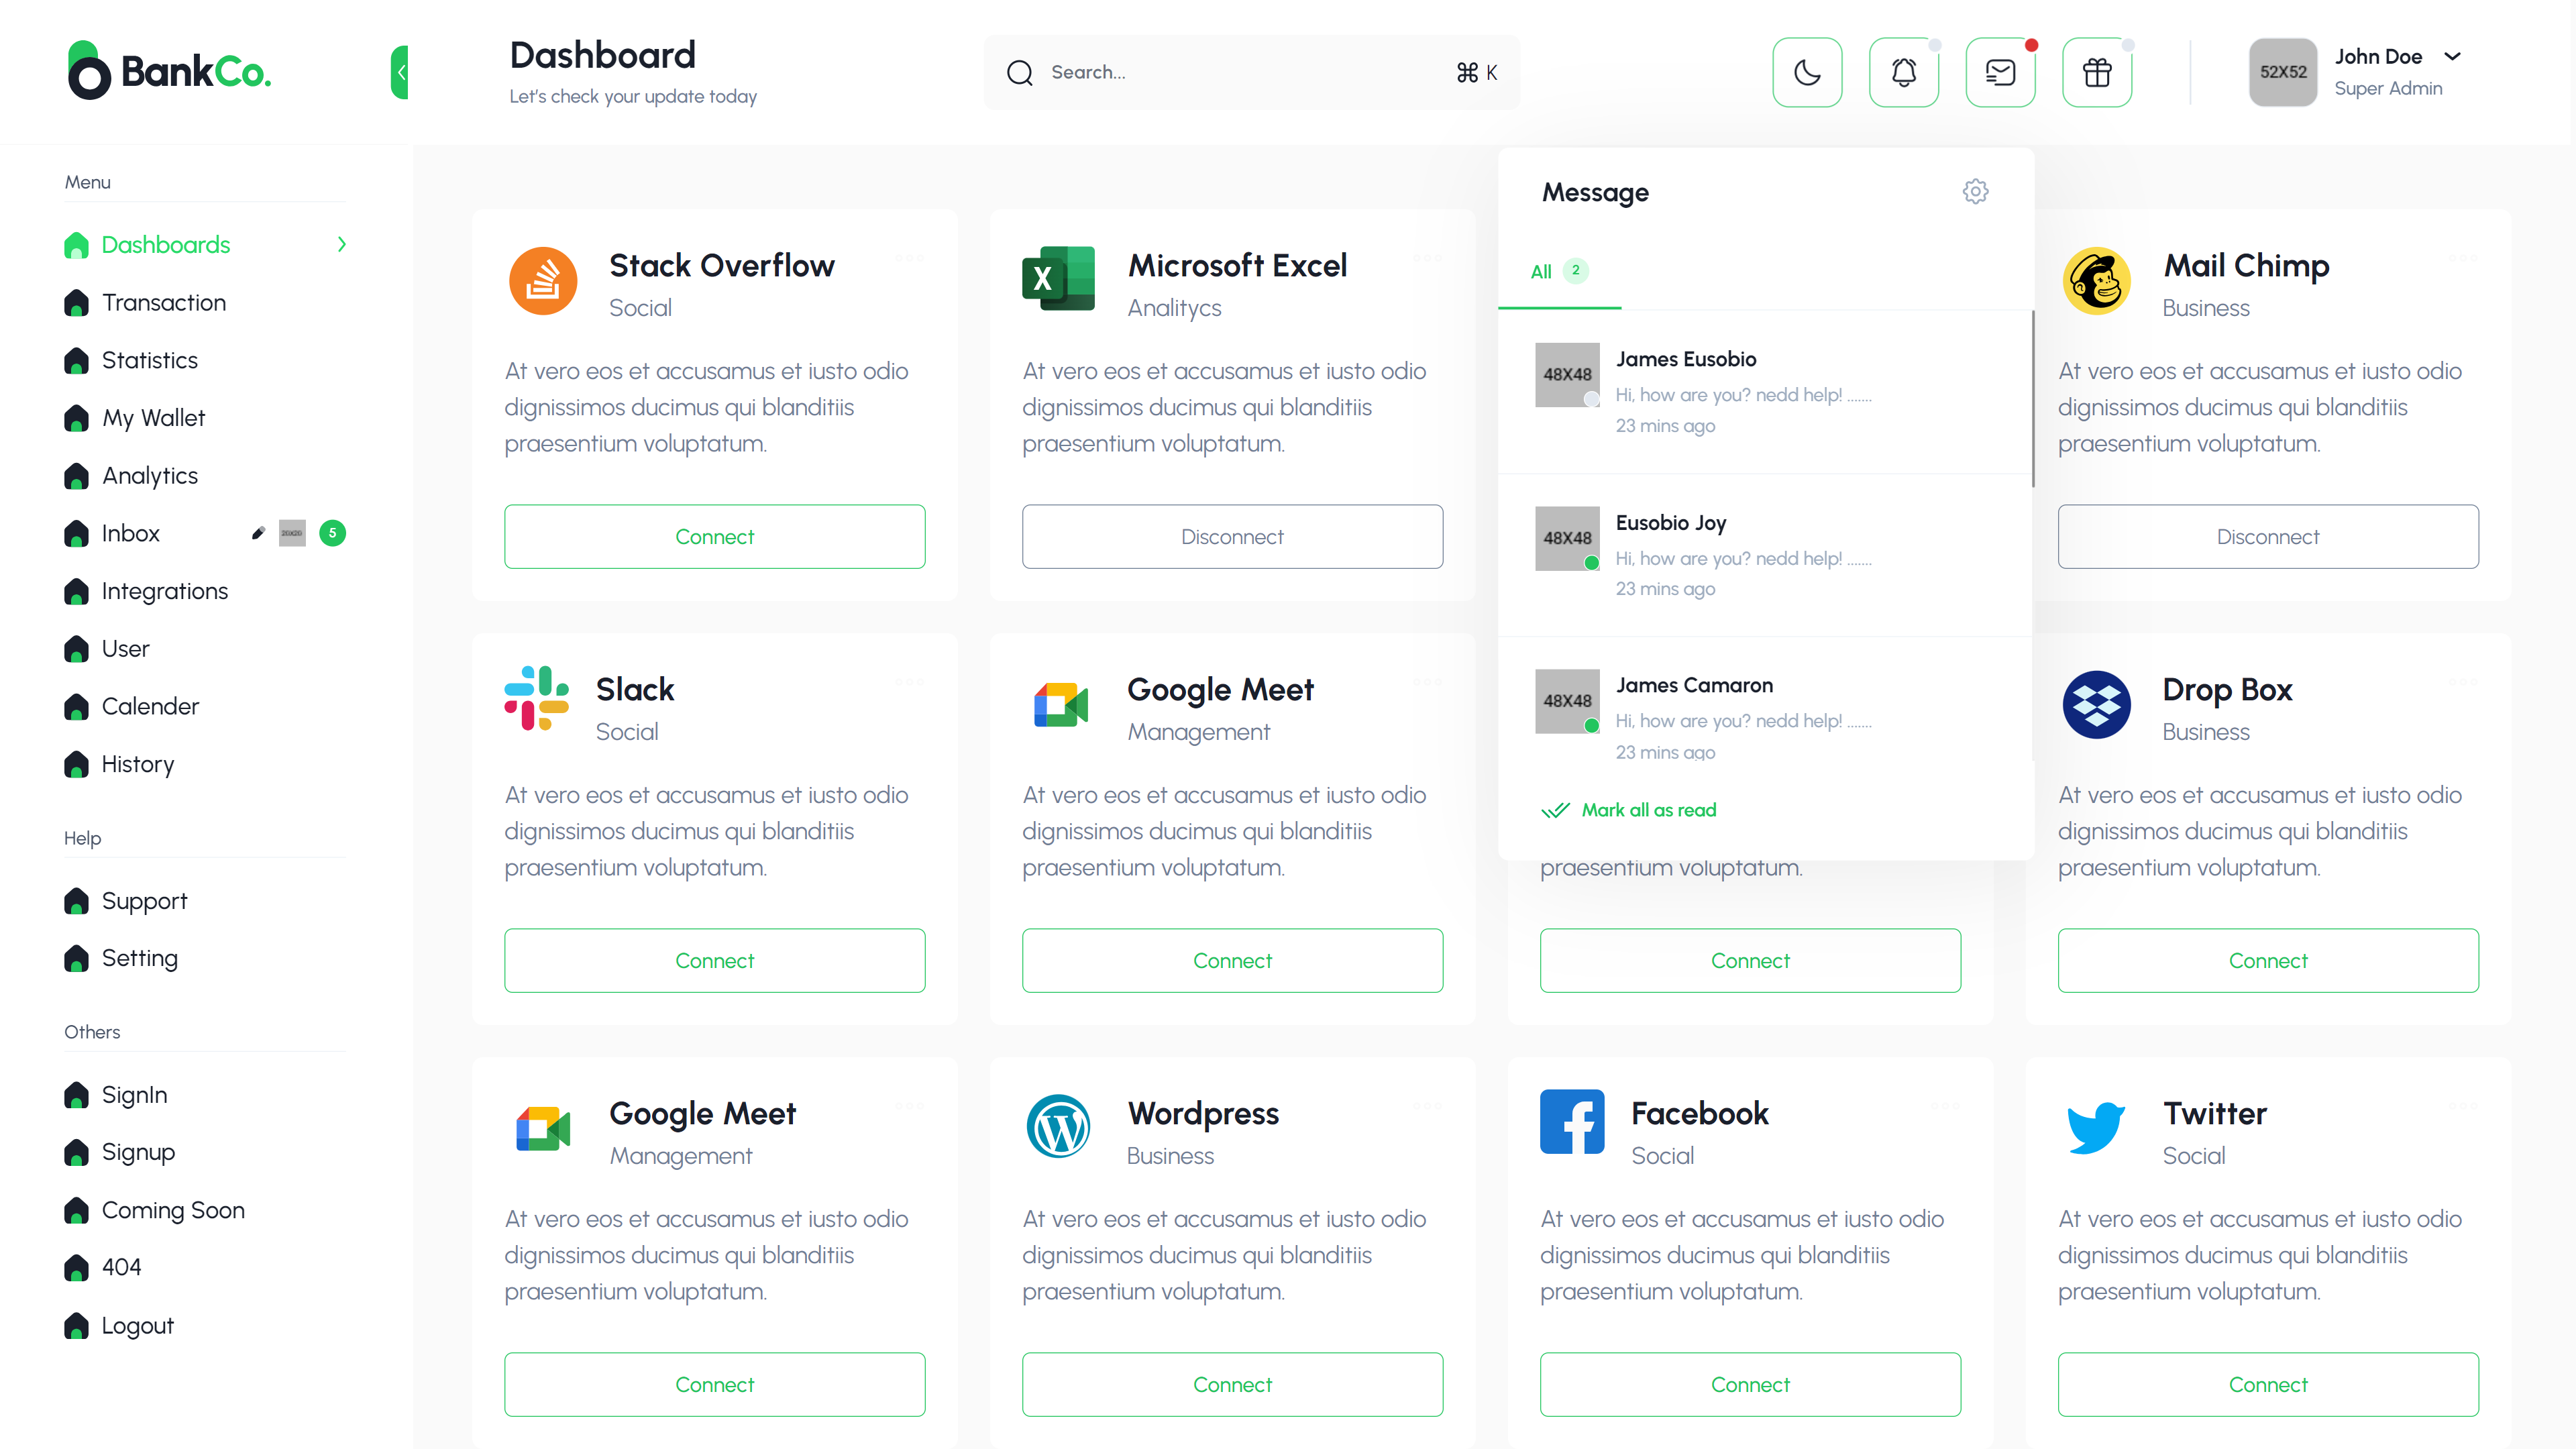 BankCo.
Dashboard
Let's check your update today
Search...
⌘ K
52X52
John Doe
Super Admin
Menu
Dashboards
Transaction
Statistics
My Wallet
Analytics
Inbox
5
Integrations
User
Calender
History
Help
Support
Setting
Others
SignIn
Signup
Coming Soon
404
Logout
Stack Overflow
Social
At vero eos et accusamus et iusto odio
dignissimos ducimus qui blanditiis
praesentium voluptatum.
Connect
Microsoft Excel
Analitycs
At vero eos et accusamus et iusto odio
dignissimos ducimus qui blanditiis
praesentium voluptatum.
Disconnect
Message
All 2
48X48
James Eusobio
Hi, how are you? nedd help! .......
23 mins ago
48X48
Eusobio Joy
Hi, how are you? nedd help! .......
23 mins ago
48X48
James Camaron
Hi, how are you? nedd help! .......
23 mins ago
Mark all as read
Mail Chimp
Business
At vero eos et accusamus et iusto odio
dignissimos ducimus qui blanditiis
praesentium voluptatum.
Disconnect
Slack
Social
At vero eos et accusamus et iusto odio
dignissimos ducimus qui blanditiis
praesentium voluptatum.
Connect
Google Meet
Management
At vero eos et accusamus et iusto odio
dignissimos ducimus qui blanditiis
praesentium voluptatum.
Connect
praesentium voluptatum.
Connect
Drop Box
Business
At vero eos et accusamus et iusto odio
dignissimos ducimus qui blanditiis
praesentium voluptatum.
Connect
Google Meet
Management
At vero eos et accusamus et iusto odio
dignissimos ducimus qui blanditiis
praesentium voluptatum.
Connect
Wordpress
Business
At vero eos et accusamus et iusto odio
dignissimos ducimus qui blanditiis
praesentium voluptatum.
Connect
Facebook
Social
At vero eos et accusamus et iusto odio
dignissimos ducimus qui blanditiis
praesentium voluptatum.
Connect
Twitter
Social
At vero eos et accusamus et iusto odio
dignissimos ducimus qui blanditiis
praesentium voluptatum.
Connect